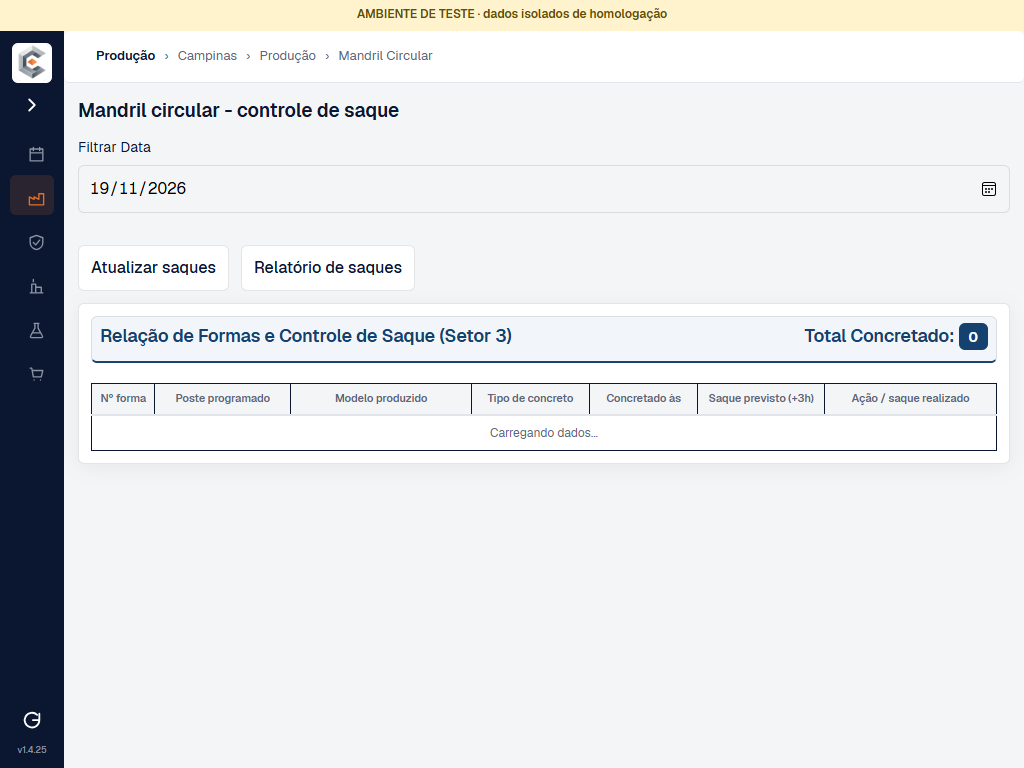 AMBIENTE DE TESTE · dados isolados de homologação
Produção › Campinas › Produção › Mandril Circular
Mandril circular - controle de saque
Filtrar Data
19/11/2026
Atualizar saques Relatório de saques
Relação de Formas e Controle de Saque (Setor 3) Total Concretado: 0
Nº forma Poste programado Modelo produzido Tipo de concreto Concretado às Saque previsto (+3h) Ação / saque realizado
Carregando dados...
v1.4.25